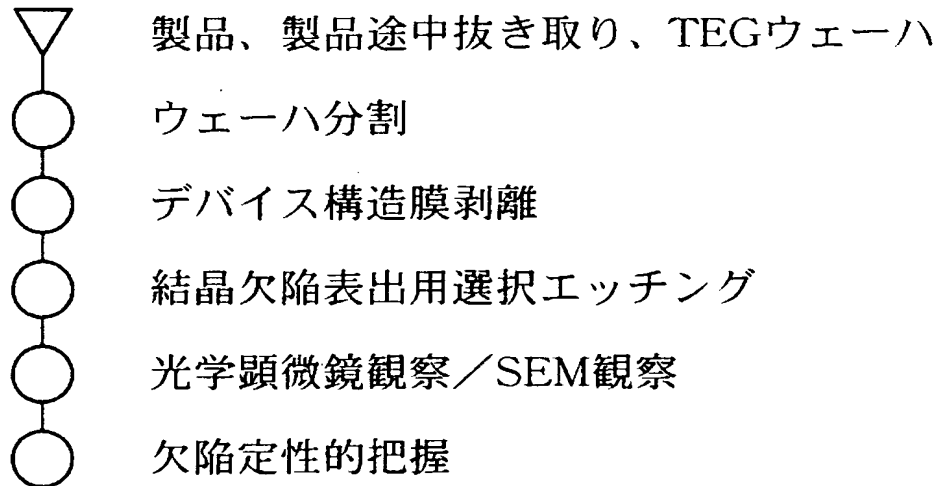 製品、製品途中抜き取り、TEGウェーハ
ウェーハ分割
デバイス構造膜剥離
結晶欠陥表出用選択エッチング
光学顕微鏡観察／SEM観察
欠陥定性的把握